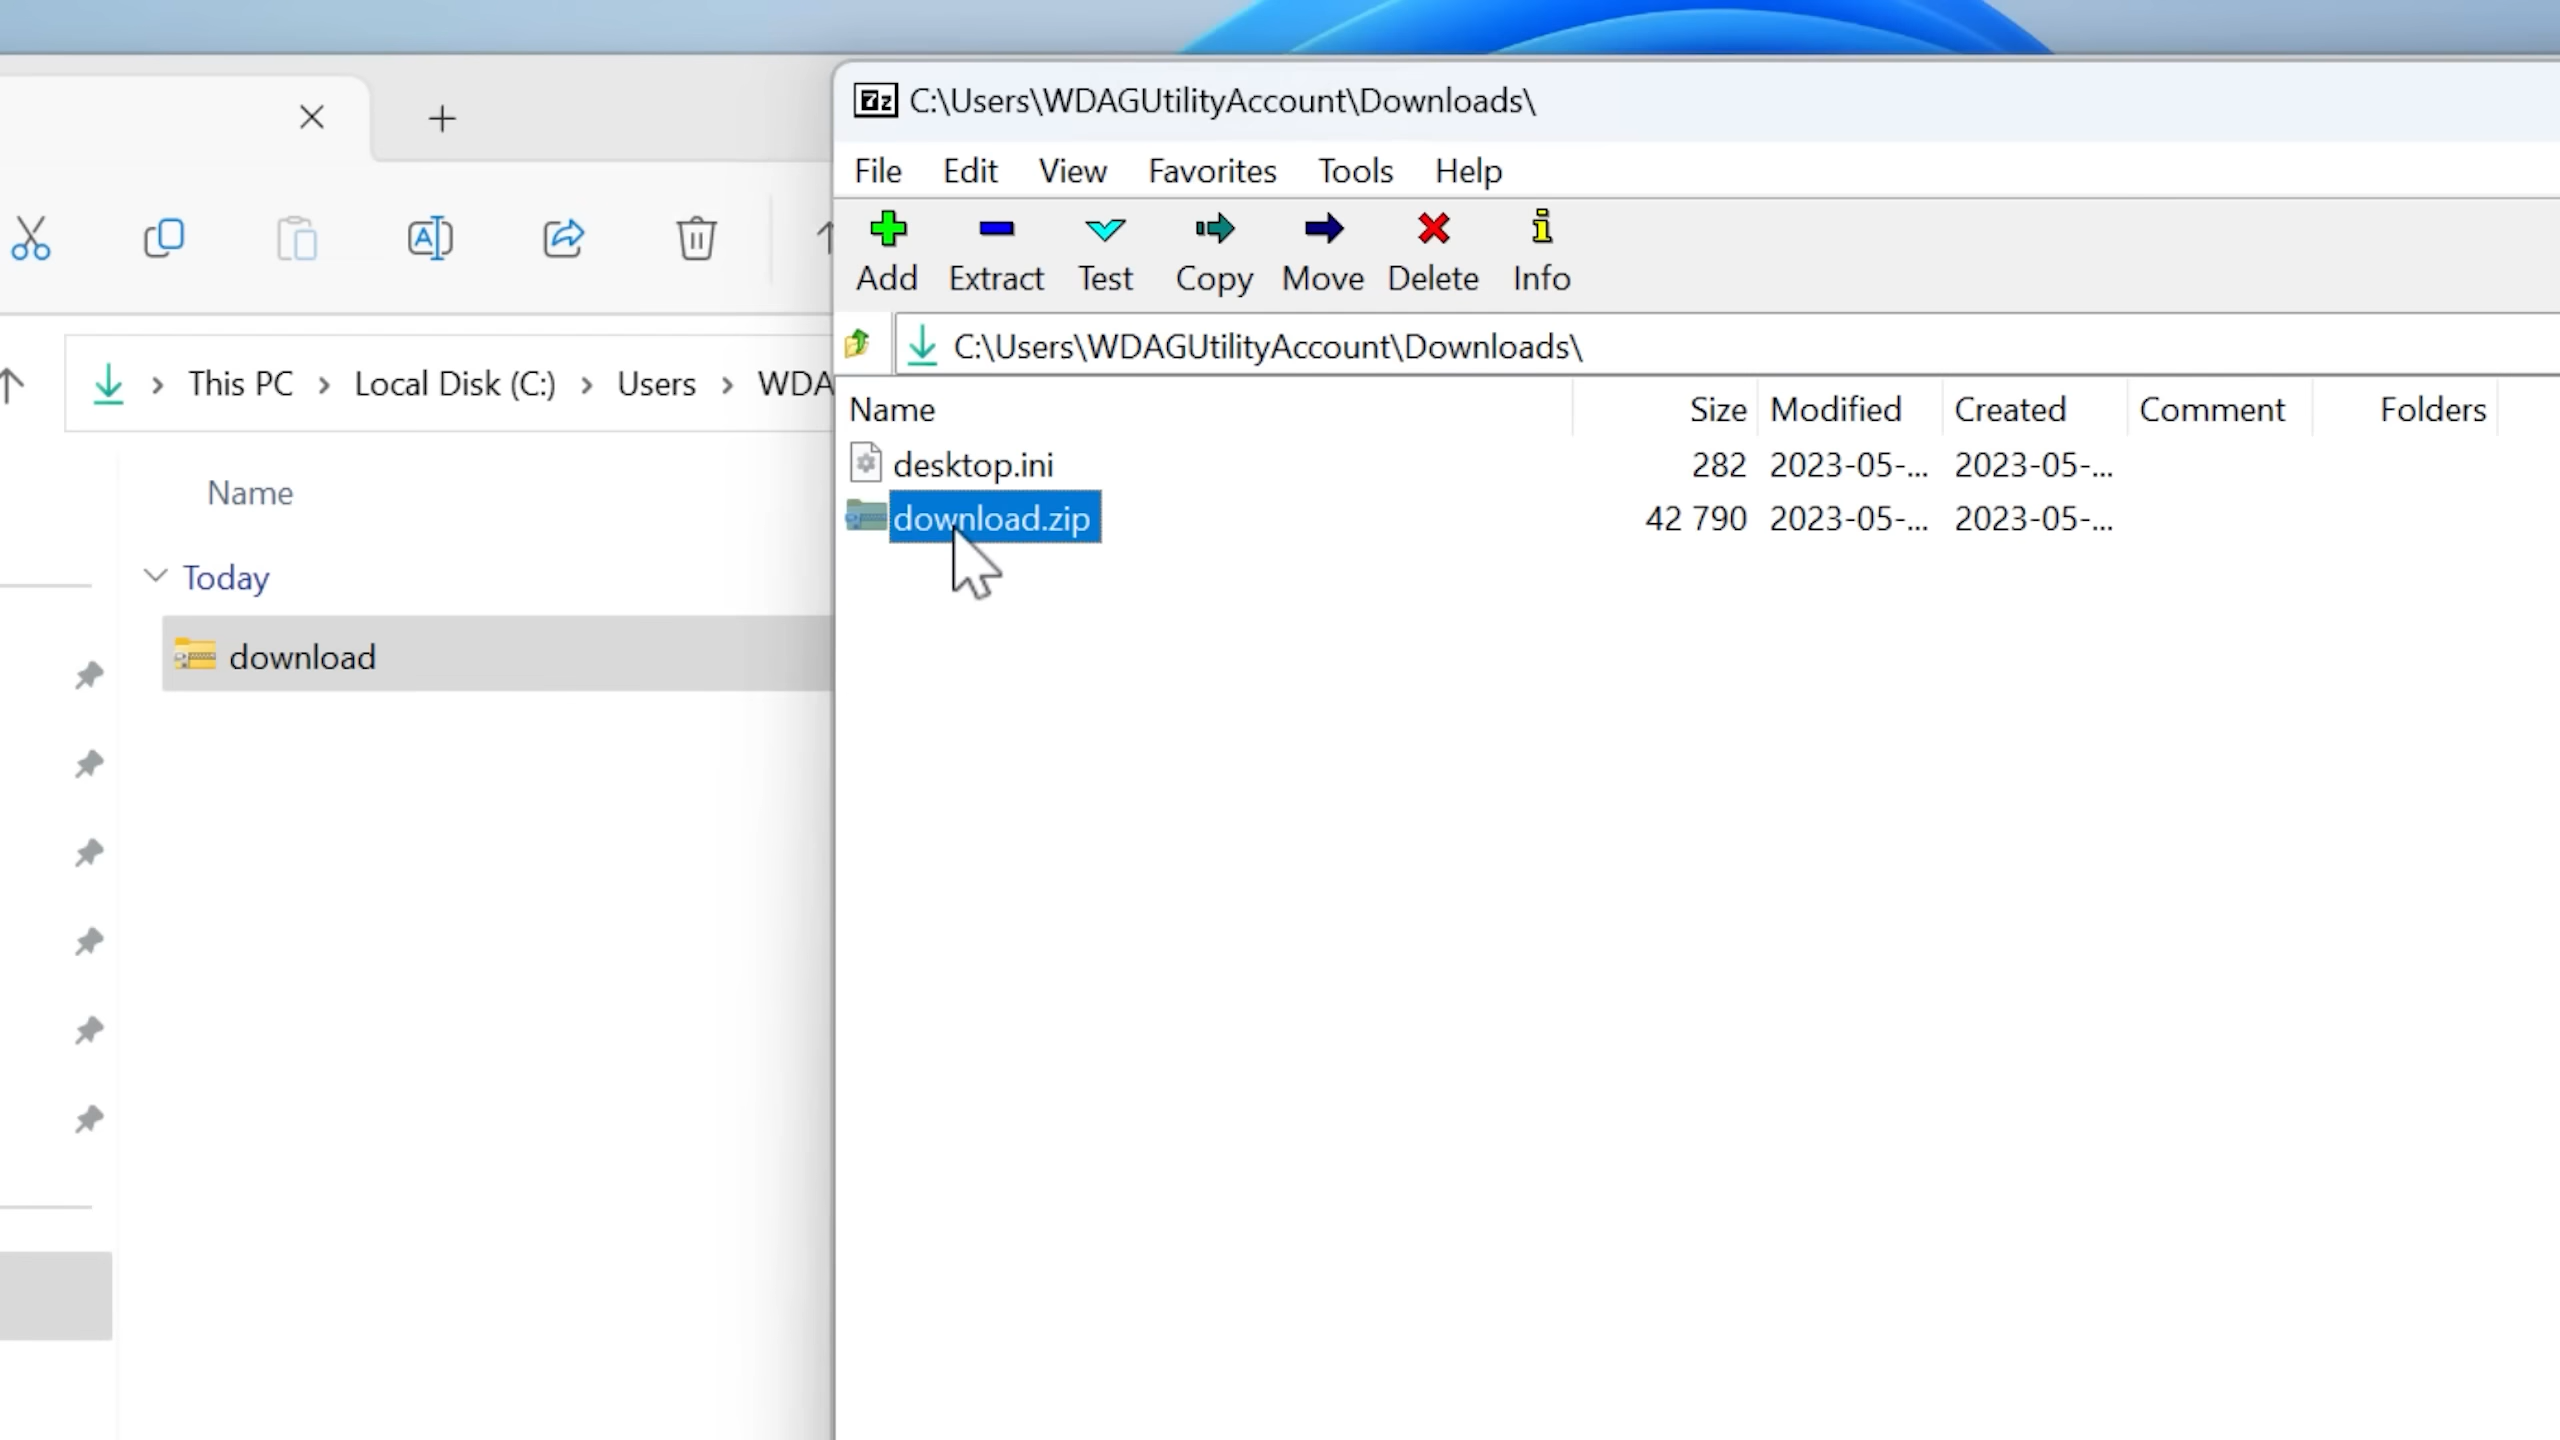 This PC > Local Disk (C:) > Users > WDA
Name
Today
download
7z C:\Users\WDAGUtilityAccount\Downloads\
File Edit View Favorites Tools Help
Add Extract Test Copy Move Delete Info
C:\Users\WDAGUtilityAccount\Downloads\
Name Size Modified Created Comment Folders
desktop.ini 282 2023-05-... 2023-05-...
download.zip 42 790 2023-05-... 2023-05-...